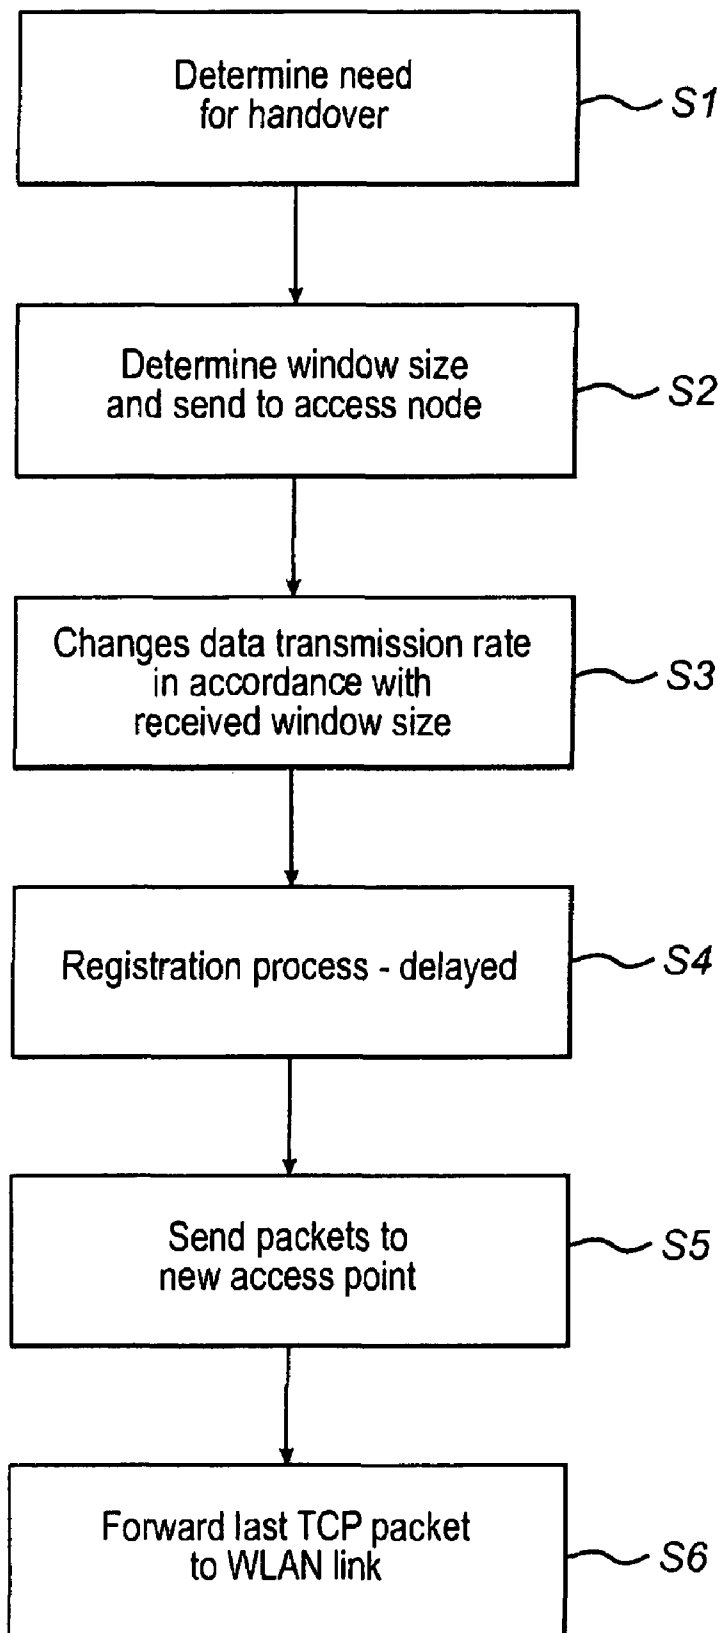 Determine need
for handover
S1
Determine window size
and send to access node
S2
Changes data transmission rate
in accordance with
received window size
S3
Registration process - delayed
S4
Send packets to
new access point
S5
Forward last TCP packet
to WLAN link
S6